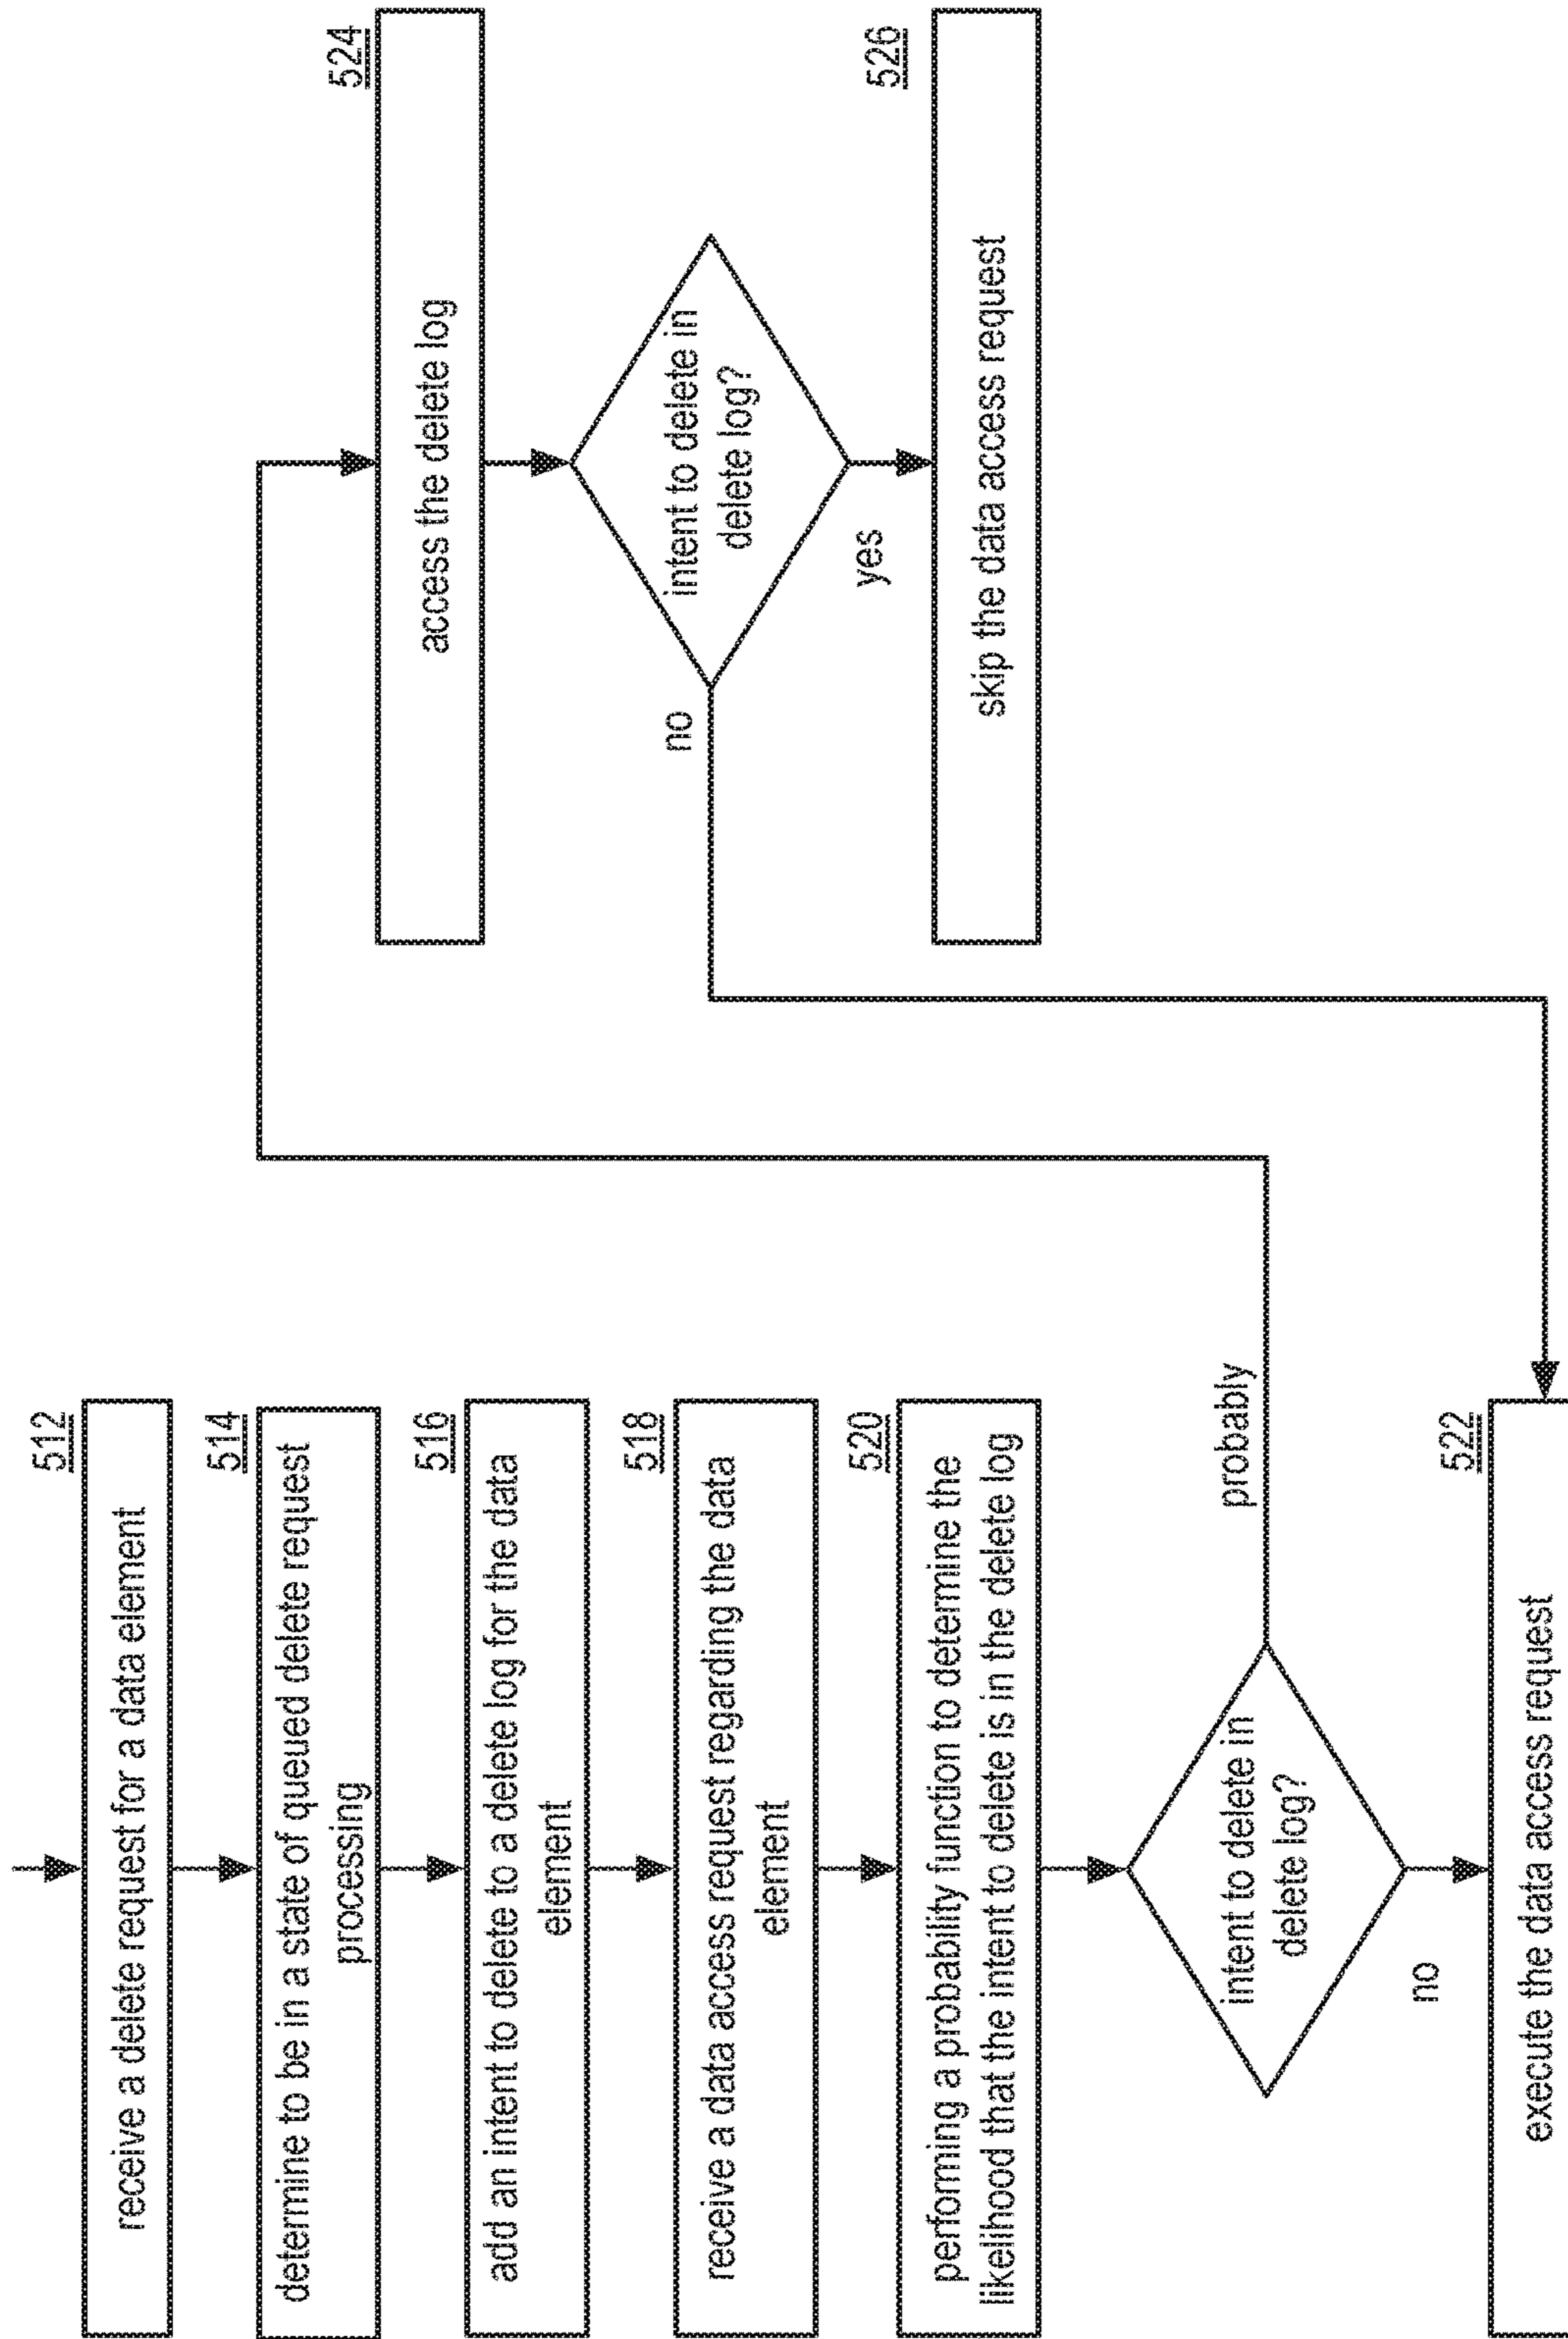 512
receive a delete request for a data element
514
determine to be in a state of queued delete request
processing
516
add an intent to delete to a delete log for the data
element
518
receive a data access request regarding the data
element
520
performing a probability function to determine the
likelihood that the intent to delete is in the delete log
intent to delete in
delete log?
probably
no
522
execute the data access request
524
access the delete log
intent to delete in
delete log?
no
yes
526
skip the data access request